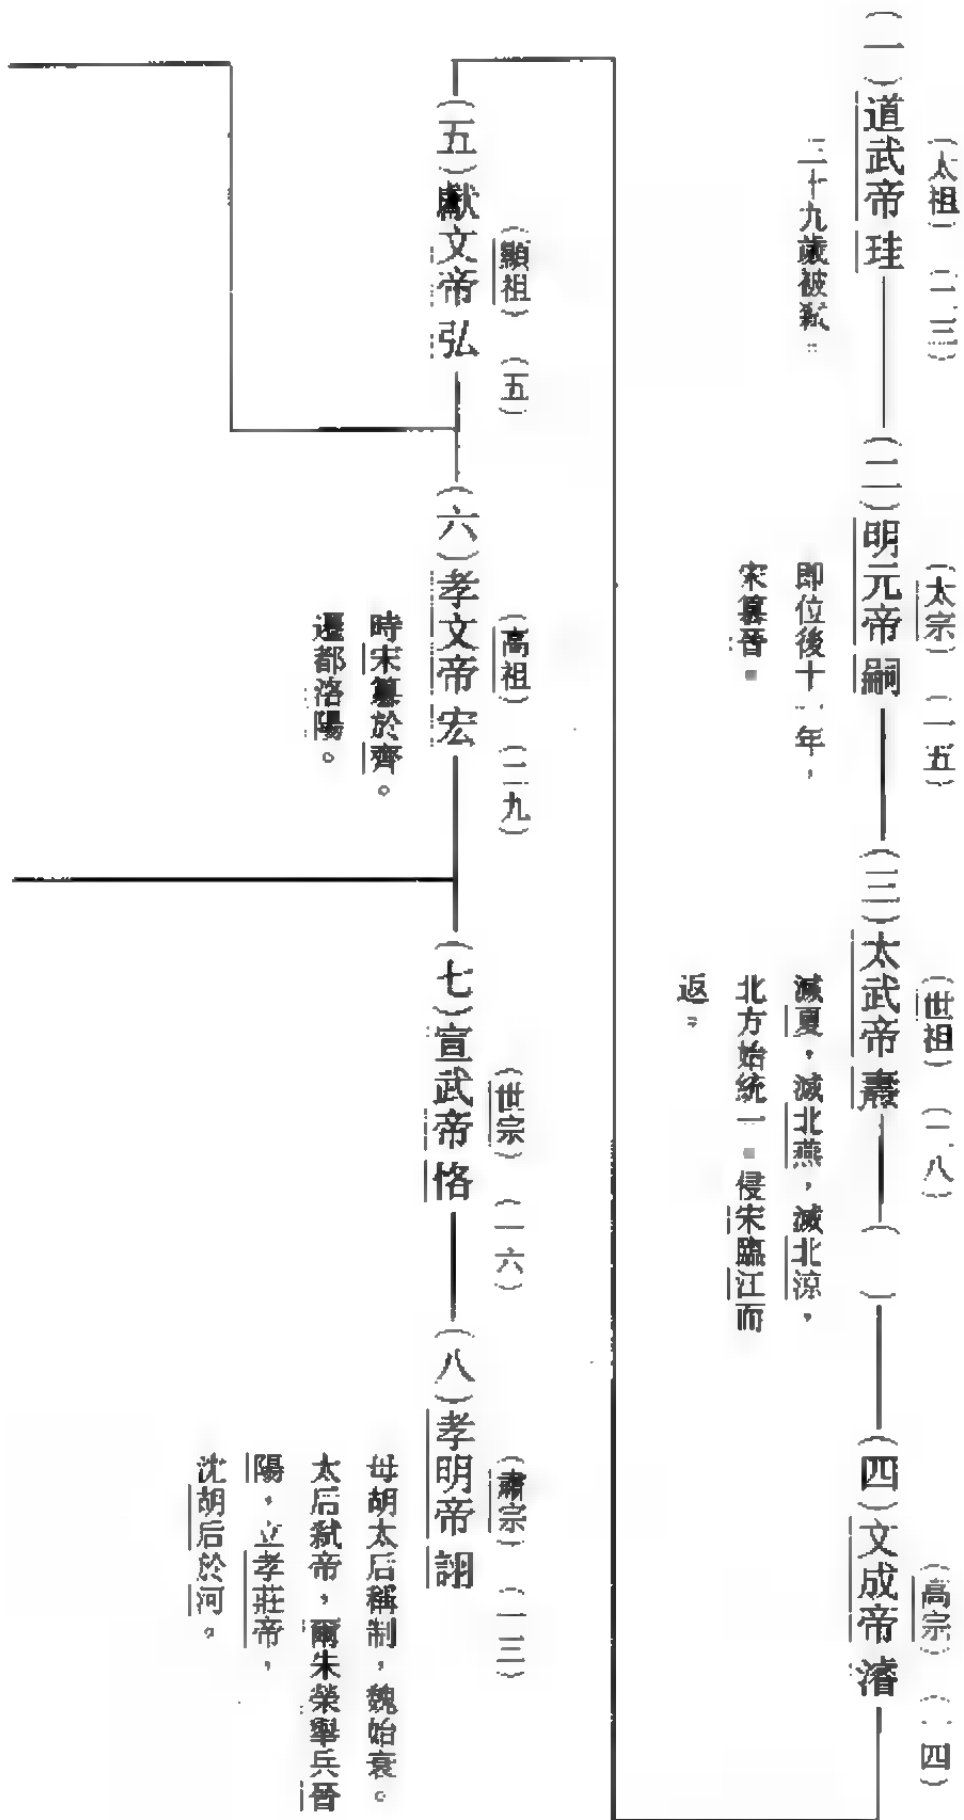 (一)道武帝珪
(太祖) (二三)
三十九歲被弒。
(二)明元帝嗣
(太宗) (一五)
即位後十一年，
宋篡晉。
(三)太武帝燾
(世祖) (二八)
滅夏，滅北燕，滅北涼，
北方始統一。侵宋臨江而
返。
( )
(四)文成帝濬
(高宗) (一四)
(五)獻文帝弘
(顯祖) (五)
(六)孝文帝宏
(高祖) (二九)
時宋篡於齊。
遷都洛陽。
(七)宣武帝恪
(世宗) (一六)
(八)孝明帝詡
(肅宗) (一三)
母胡太后稱制，魏始衰。
太后弒帝，爾朱榮舉兵晉
陽，立孝莊帝，
沈胡后於河。